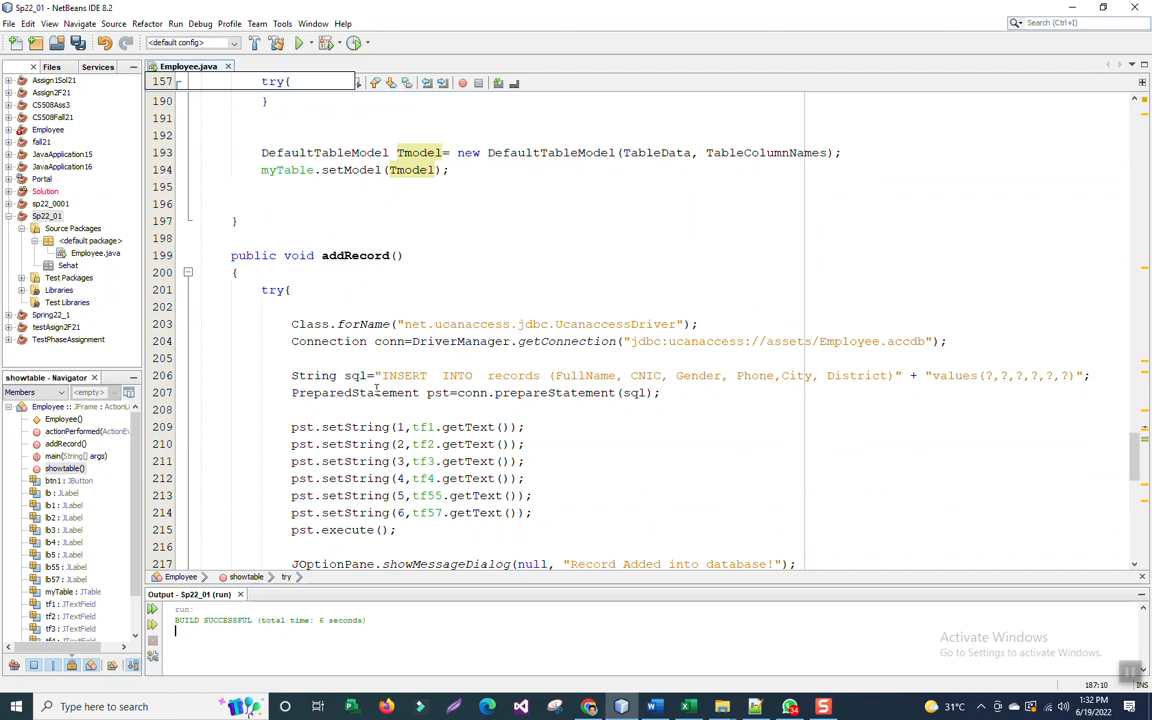 Sp22_01 - NetBeans IDE 8.2
File Edit View Navigate Source Refactor Run Debug Profile Team Tools Window Help
Search (Ctrl+I)
<default config>
Files Services
Employee.java
Assign1Sol21
Assign2F21
CS508Ass3
CS508Fall21
Employee
fall21
JavaApplication15
JavaApplication16
Portal
Solution
sp22_0001
Sp22_01
Source Packages
<default package>
Employee.java
Sehat
Test Packages
Libraries
Test Libraries
Spring22_1
testAsign2F21
TestPhaseAssignment
157 try{
190 }
191
192
193 DefaultTableModel Tmodel= new DefaultTableModel(TableData, TableColumnNames);
194 myTable.setModel(Tmodel);
195
196
197 }
198
199 public void addRecord()
200 {
201 try{
202
203 Class.forName("net.ucanaccess.jdbc.UcanaccessDriver");
204 Connection conn=DriverManager.getConnection("jdbc:ucanaccess://assets/Employee.accdb");
205
206 String sql="INSERT  INTO  records (FullName, CNIC, Gender, Phone,City, District)" + "values(?,?,?,?,?,?)";
207 PreparedStatement pst=conn.prepareStatement(sql);
208
209 pst.setString(1,tf1.getText());
210 pst.setString(2,tf2.getText());
211 pst.setString(3,tf3.getText());
212 pst.setString(4,tf4.getText());
213 pst.setString(5,tf55.getText());
214 pst.setString(6,tf57.getText());
215 pst.execute();
216
217 JOptionPane.showMessageDialog(null, "Record Added into database!");
Employee showtable try
showtable - Navigator
Members <empty>
Employee :: JFrame : ActionLi
Employee()
actionPerformed(ActionEv
addRecord()
main(String[] args)
showtable()
btn1 : JButton
lb : JLabel
lb1 : JLabel
lb2 : JLabel
lb3 : JLabel
lb4 : JLabel
lb5 : JLabel
lb55 : JLabel
lb57 : JLabel
myTable : JTable
tf1 : JTextField
tf2 : JTextField
tf3 : JTextField
Output - Sp22_01 (run)
run:
BUILD SUCCESSFUL (total time: 6 seconds)
Activate Windows
Go to Settings to activate Windows.
187:10 INS
Type here to search
34
31°C
1:32 PM
6/19/2022